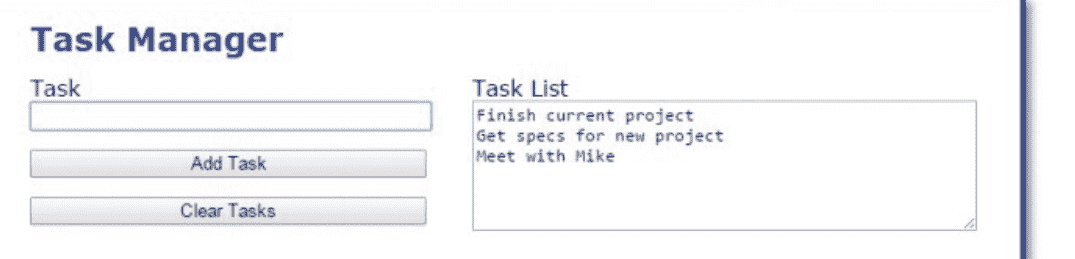 Task Manager
Task
Add Task
Clear Tasks
Task List
Finish current project
Get specs for new project
Meet with Mike